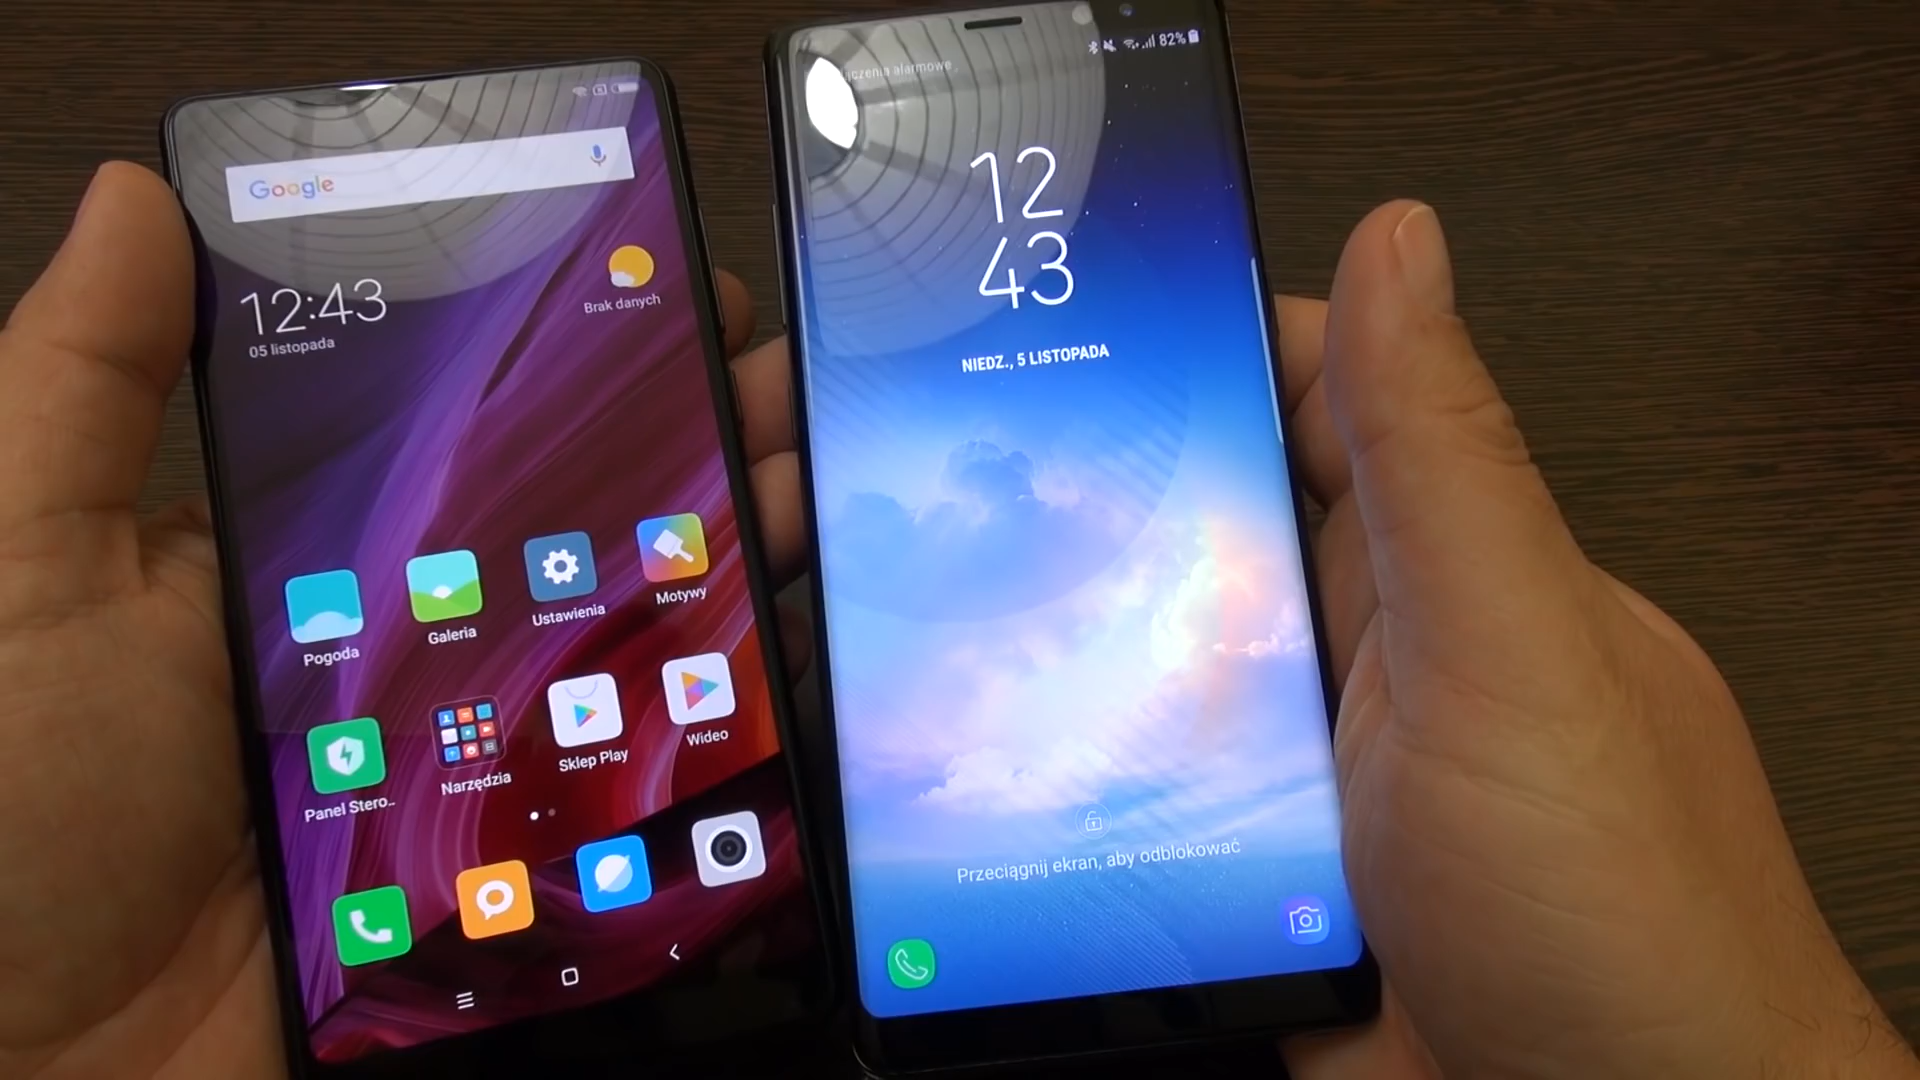 Google
12:43
05 listopada
Brak danych
Pogoda
Galeria
Ustawienia
Motywy
Panel Stero...
Narzędzia
Sklep Play
Wideo
82%
alarmowe
12
43
NIEDZ., 5 LISTOPADA
Przeciągnij ekran, aby odblokować